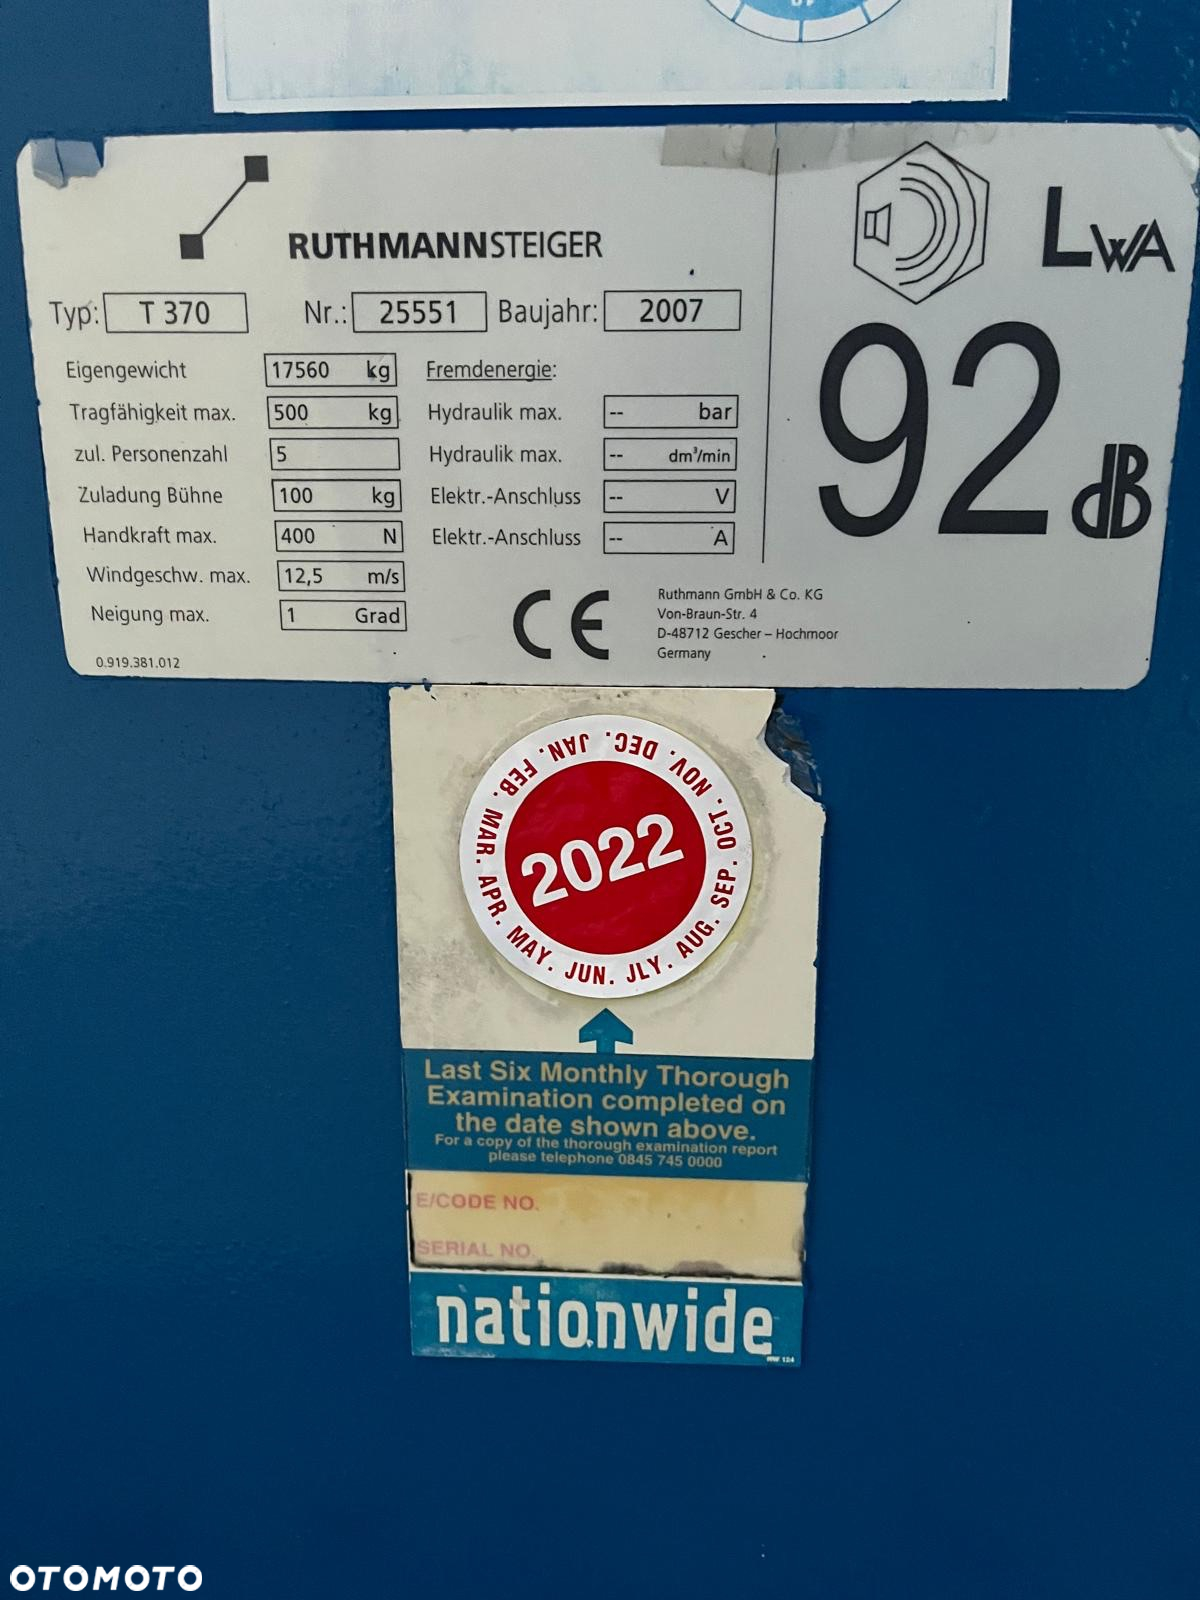 RUTHMANNSTEIGER
Typ: T 370 Nr.: 25551 Baujahr: 2007
Eigengewicht 17560 kg
Tragfähigkeit max. 500 kg
zul. Personenzahl 5
Zuladung Bühne 100 kg
Handkraft max. 400 N
Windgeschw. max. 12,5 m/s
Neigung max. 1 Grad
0.919.381.012
Fremdenergie:
Hydraulik max. -- bar
Hydraulik max. -- dm³/min
Elektr.-Anschluss -- V
Elektr.-Anschluss -- A
CE
Ruthmann GmbH & Co. KG
Von-Braun-Str. 4
D-48712 Gescher – Hochmoor
Germany
LWA
92 dB
JAN. FEB. MAR. APR. MAY. JUN. JLY. AUG. SEP. OCT. NOV. DEC.
2022
Last Six Monthly Thorough
Examination completed on
the date shown above.
For a copy of the thorough examination report
please telephone 0845 745 0000
E/CODE NO.
SERIAL NO.
nationwide
NW 124
OTOMOTO